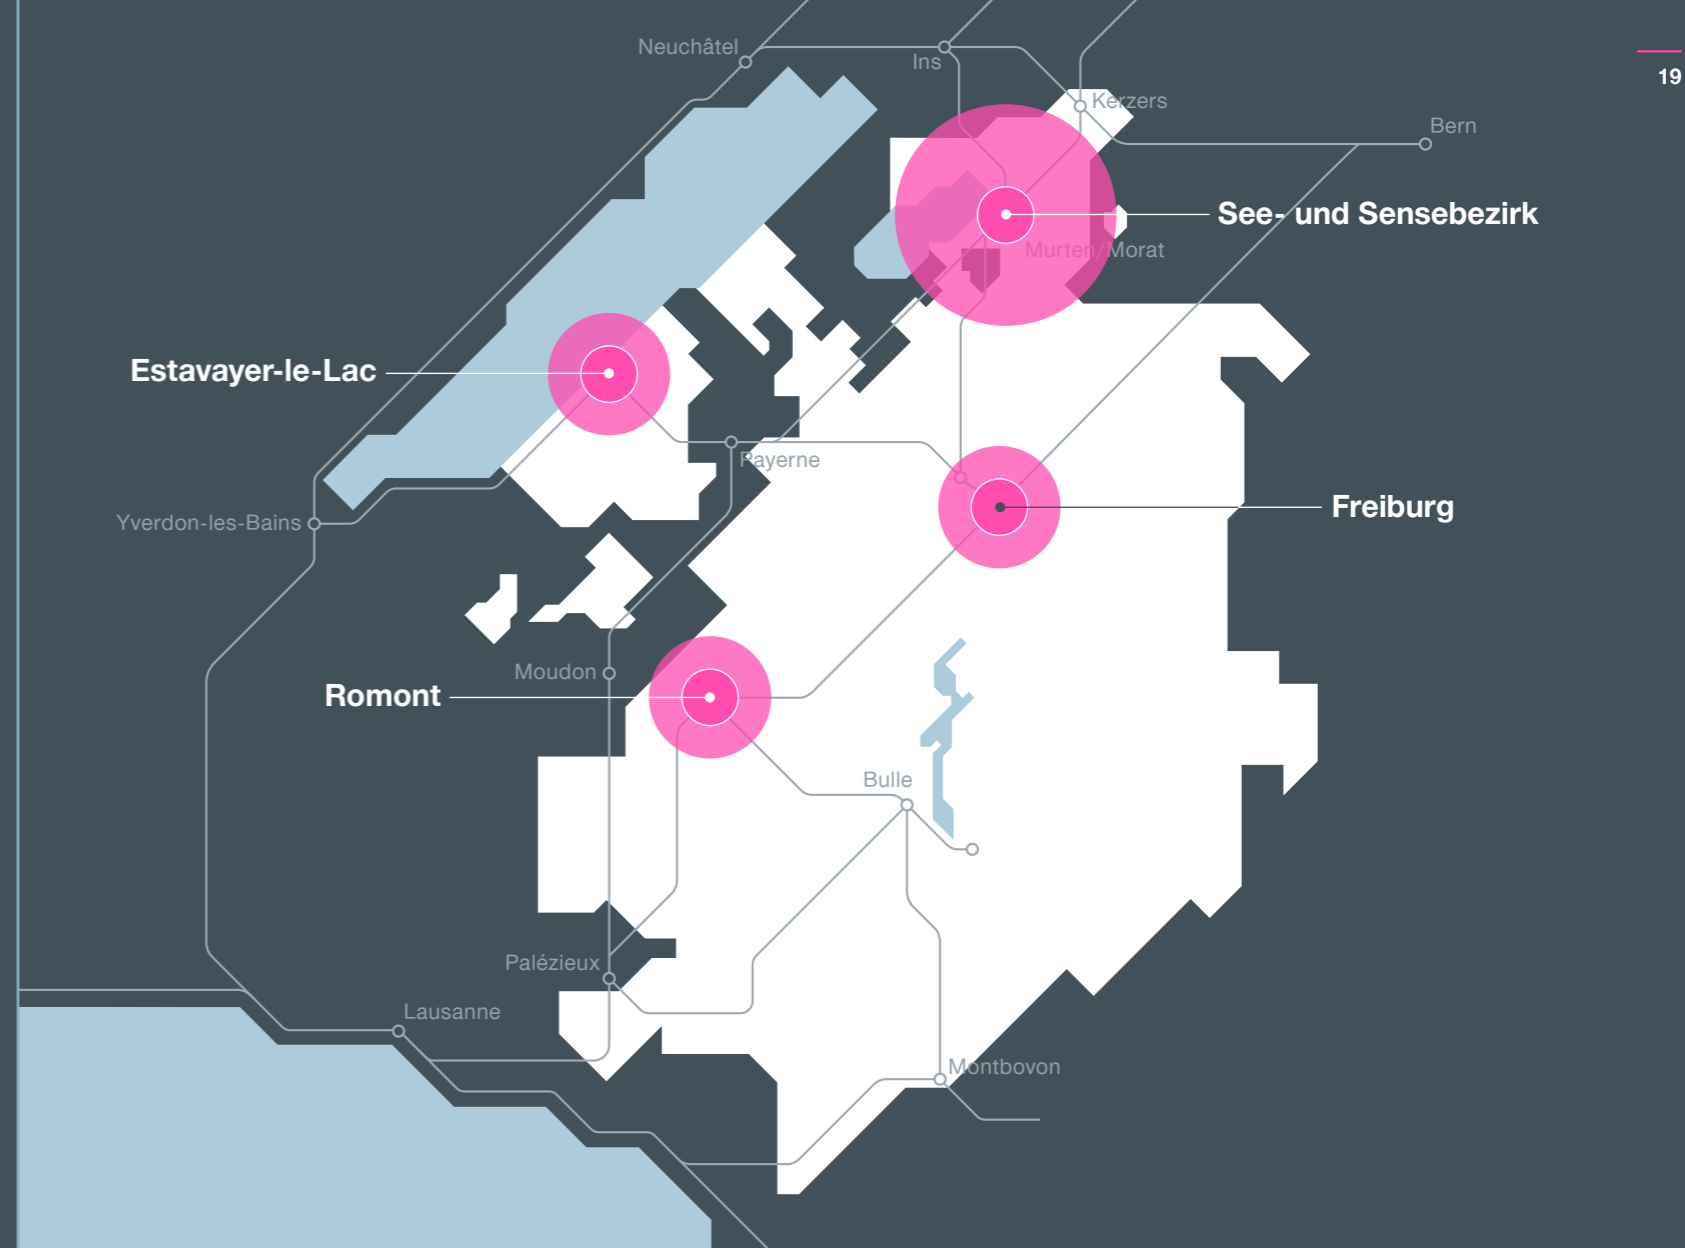 Neuchâtel
Ins
19
Kerzers
Bern
See- und Sensebezirk
Murten/Morat
Estavayer-le-Lac
Payerne
Freiburg
Yverdon-les-Bains
Moudon
Romont
Bulle
Palézieux
Lausanne
Montbovon